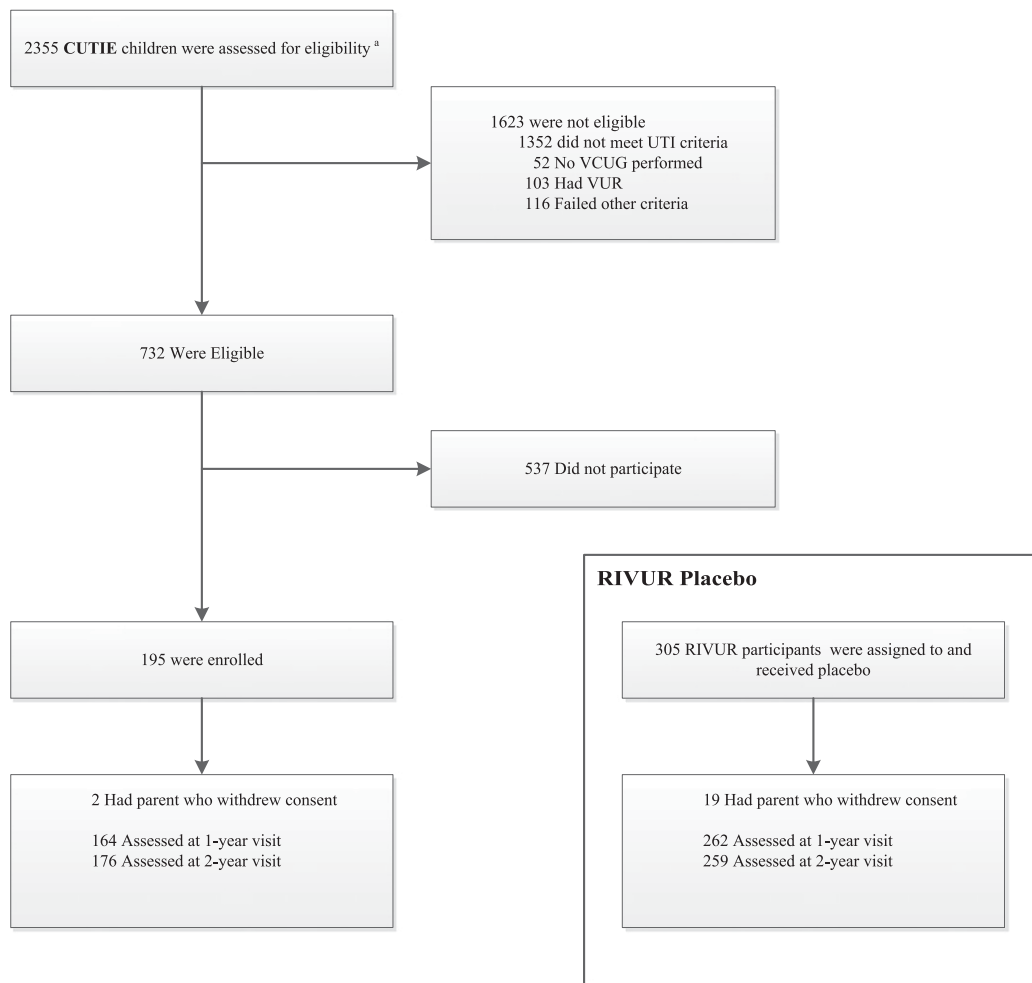 2355 CUTIE children were assessed for eligibility a
1623 were not eligible
1352 did not meet UTI criteria
52 No VCUG performed
103 Had VUR
116 Failed other criteria
732 Were Eligible
537 Did not participate
195 were enrolled
2 Had parent who withdrew consent
164 Assessed at 1-year visit
176 Assessed at 2-year visit
RIVUR Placebo
305 RIVUR participants were assigned to and
received placebo
19 Had parent who withdrew consent
262 Assessed at 1-year visit
259 Assessed at 2-year visit